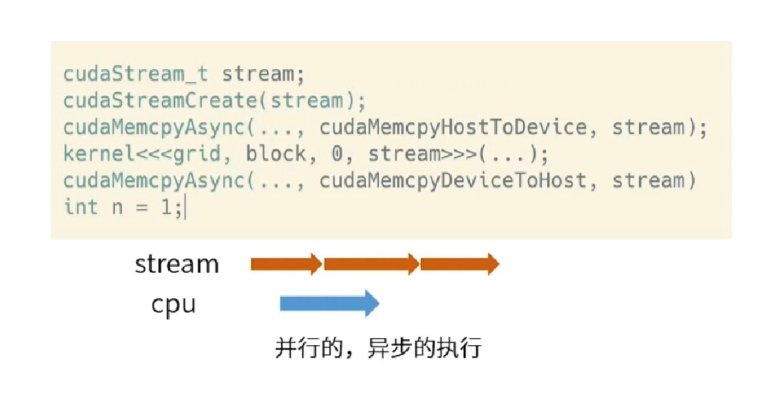 cudaStream_t stream;
cudaStreamCreate(stream);
cudaMemcpyAsync(..., cudaMemcpyHostToDevice, stream);
kernel<<<grid, block, 0, stream>>>(...);
cudaMemcpyAsync(..., cudaMemcpyDeviceToHost, stream)
int n = 1;
stream
cpu
并行的，异步的执行